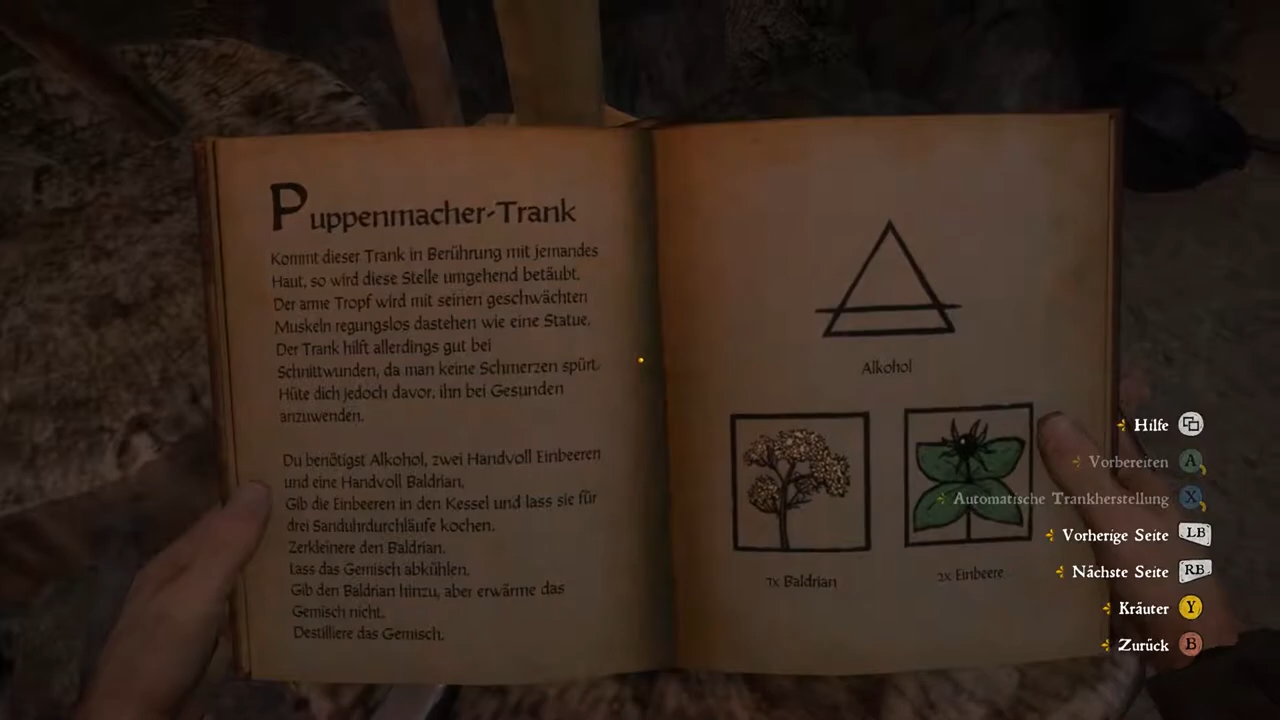 Puppenmacher-Trank
Kommt dieser Trank in Berührung mit jemandes
Haut, so wird diese Stelle umgehend betäubt.
Der arme Tropf wird mit seinen geschwächten
Muskeln regungslos dastehen wie eine Statue.
Der Trank hilft allerdings gut bei
Schnittwunden, da man keine Schmerzen spürt.
Hüte dich jedoch davor, ihn bei Gesunden
anzuwenden.
Du benötigst Alkohol, zwei Handvoll Einbeeren
und eine Handvoll Baldrian.
Gib die Einbeeren in den Kessel und lass sie für
drei Sanduhrdurchläufe kochen.
Zerkleinere den Baldrian.
Lass das Gemisch abkühlen.
Gib den Baldrian hinzu, aber erwärme das
Gemisch nicht.
Destilliere das Gemisch.
Alkohol
1x Baldrian
2x Einbeere
Hilfe
Vorbereiten A
Automatische Trankherstellung X
Vorherige Seite LB
Nächste Seite RB
Kräuter Y
Zurück B